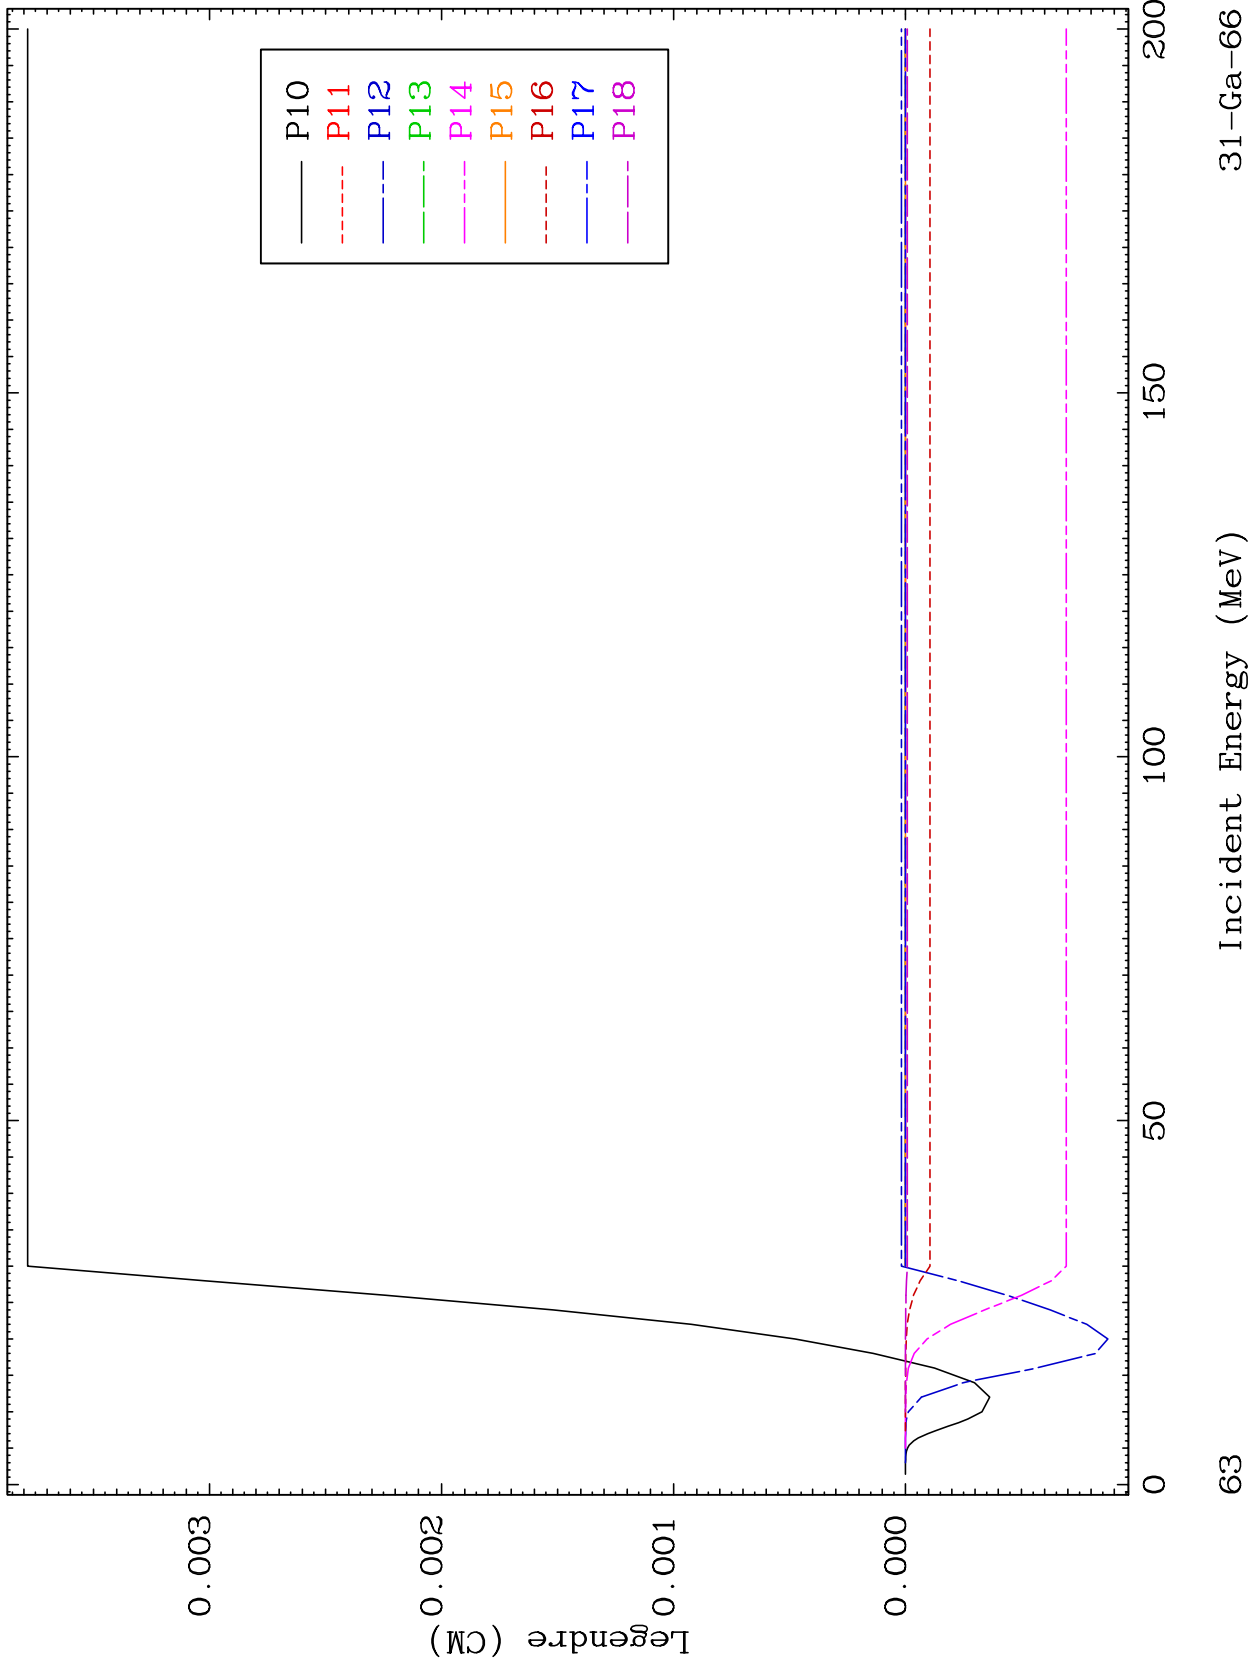 P10
P11
P12
P13
P14
P15
P16
P17
P18
Legendre (CM)
0.003
0.002
0.001
0.000
0
50
100
150
200
Incident Energy (MeV)
63
31-Ga-66